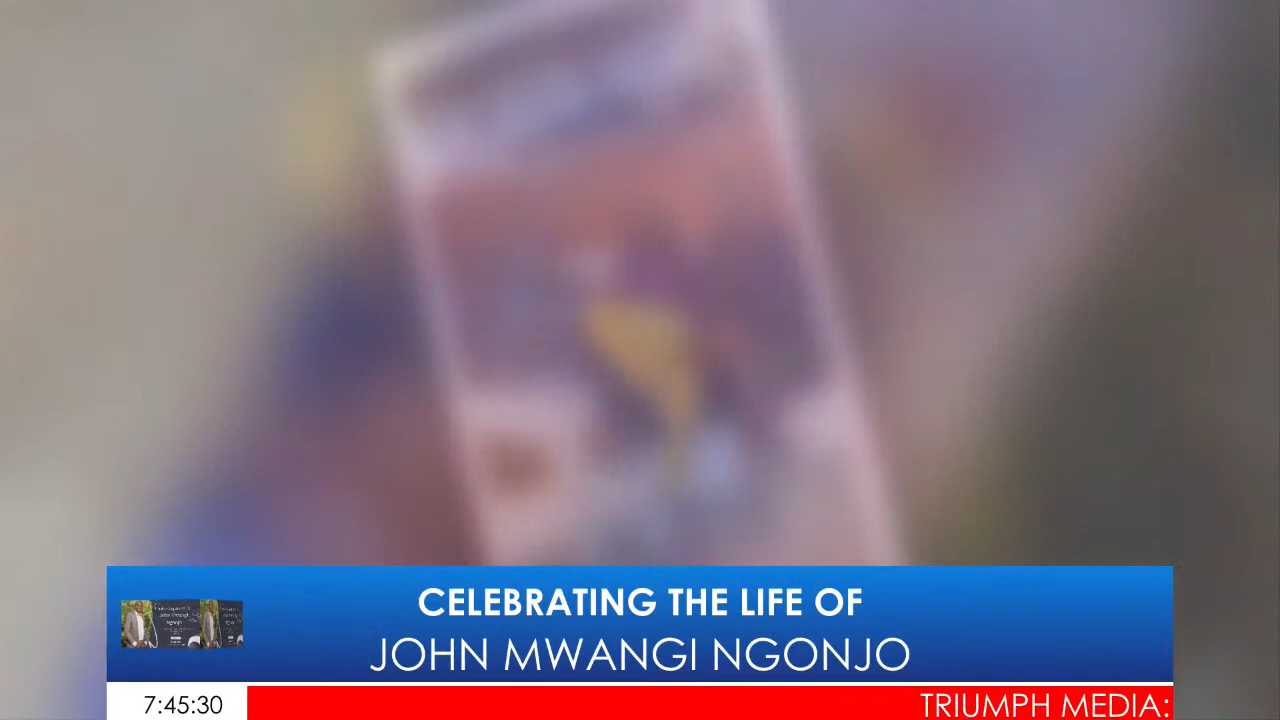 CELEBRATING THE LIFE OF
JOHN MWANGI NGONJO
7:45:30
TRIUMPH MEDIA: